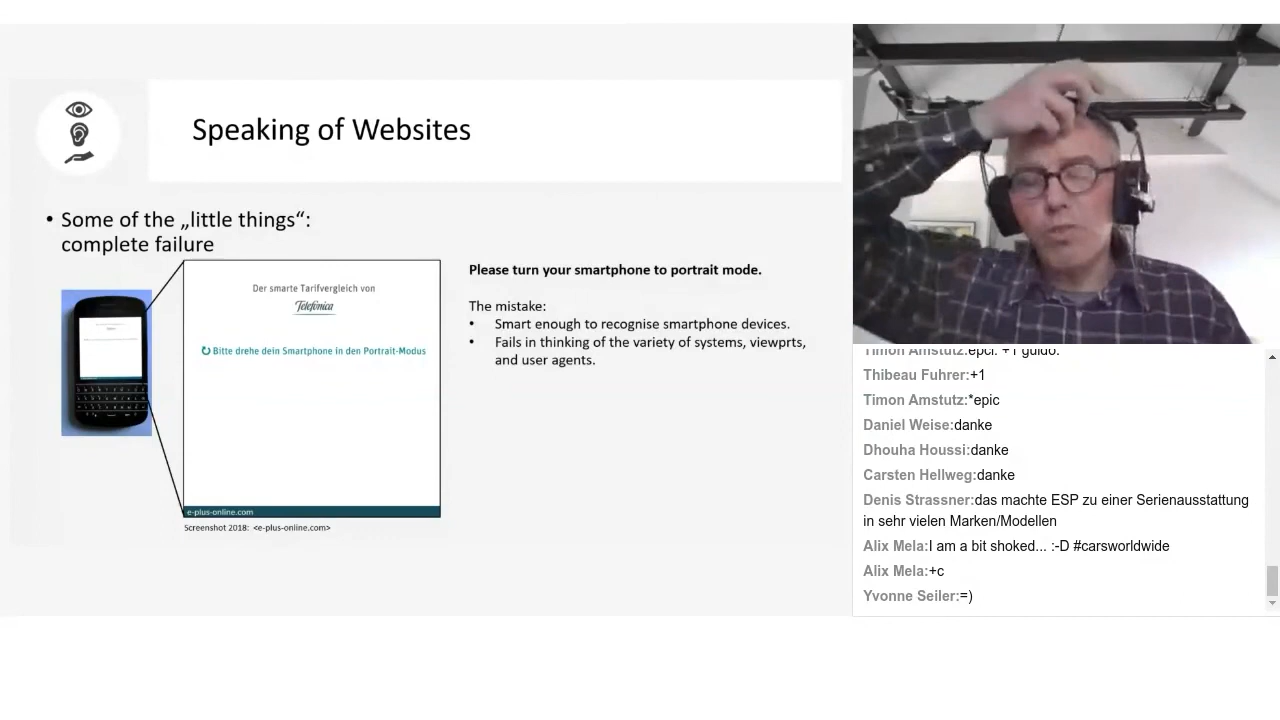 Speaking of Websites
• Some of the „little things“:
complete failure
Der smarte Tarifvergleich von
Telefónica
Bitte drehe dein Smartphone in den Portrait-Modus
e-plus-online.com
Screenshot 2018: <e-plus-online.com>
Please turn your smartphone to portrait mode.
The mistake:
• Smart enough to recognise smartphone devices.
• Fails in thinking of the variety of systems, viewprts,
and user agents.
Timon Amstutz:epci. +1 guido.
Thibeau Fuhrer:+1
Timon Amstutz:*epic
Daniel Weise:danke
Dhouha Houssi:danke
Carsten Hellweg:danke
Denis Strassner:das machte ESP zu einer Serienausstattung
in sehr vielen Marken/Modellen
Alix Mela:I am a bit shoked... :-D #carsworldwide
Alix Mela:+c
Yvonne Seiler:=)